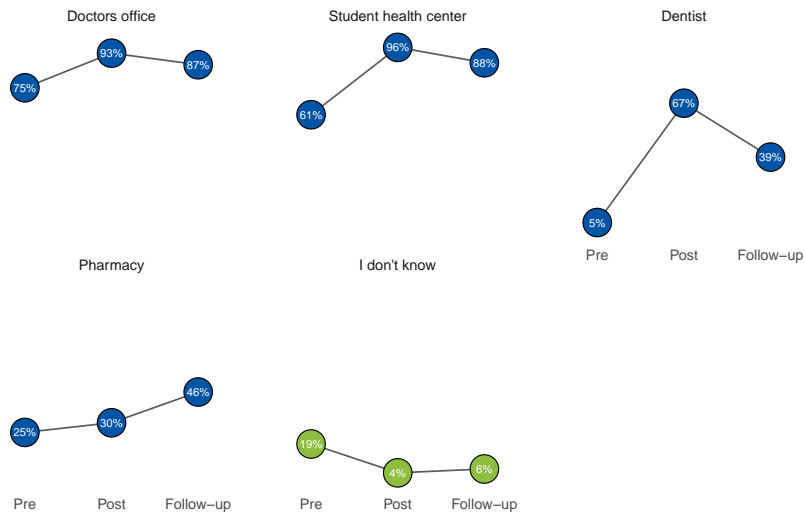 Doctors office
75%
93%
87%
Student health center
61%
96%
88%
Dentist
5%
67%
39%
Pre Post Follow−up
Pharmacy
25%
30%
46%
Pre Post Follow−up
I don't know
19%
4%
6%
Pre Post Follow−up